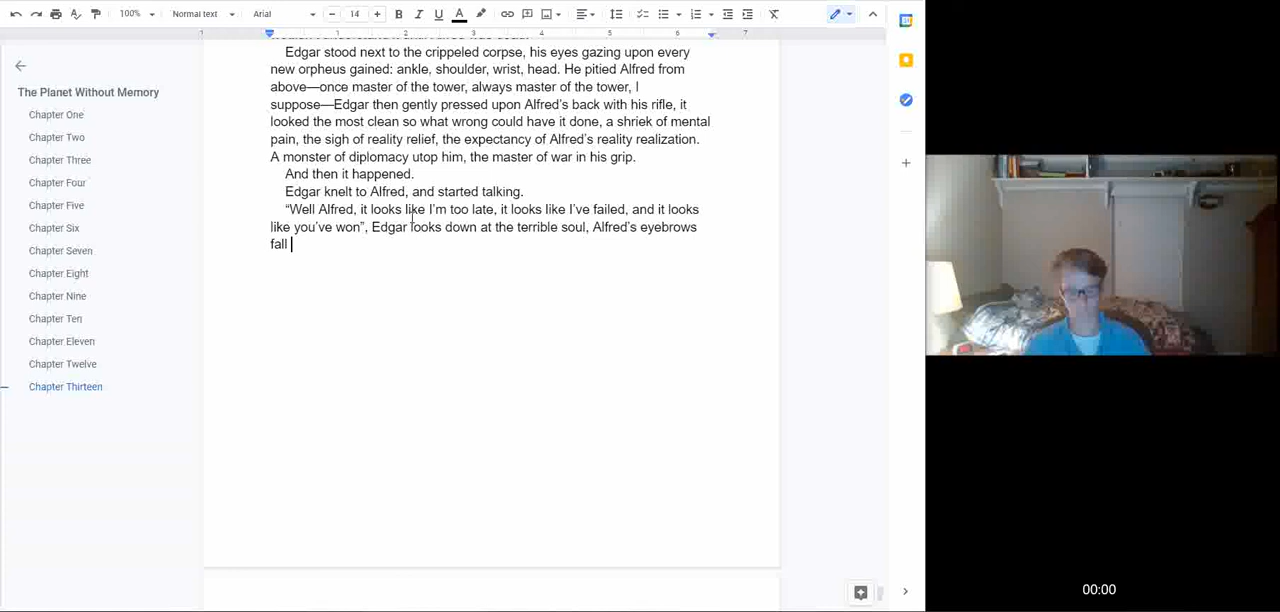 100%
Normal text
Arial
14
1 1 2 3 4 5 6 7
The Planet Without Memory
Chapter One
Chapter Two
Chapter Three
Chapter Four
Chapter Five
Chapter Six
Chapter Seven
Chapter Eight
Chapter Nine
Chapter Ten
Chapter Eleven
Chapter Twelve
Chapter Thirteen
Edgar stood next to the crippeled corpse, his eyes gazing upon every
new orpheus gained: ankle, shoulder, wrist, head. He pitied Alfred from
above—once master of the tower, always master of the tower, I
suppose—Edgar then gently pressed upon Alfred’s back with his rifle, it
looked the most clean so what wrong could have it done, a shriek of mental
pain, the sigh of reality relief, the expectancy of Alfred’s reality realization.
A monster of diplomacy utop him, the master of war in his grip.
And then it happened.
Edgar knelt to Alfred, and started talking.
“Well Alfred, it looks like I’m too late, it looks like I’ve failed, and it looks
like you’ve won”, Edgar looks down at the terrible soul, Alfred’s eyebrows
fall
00:00